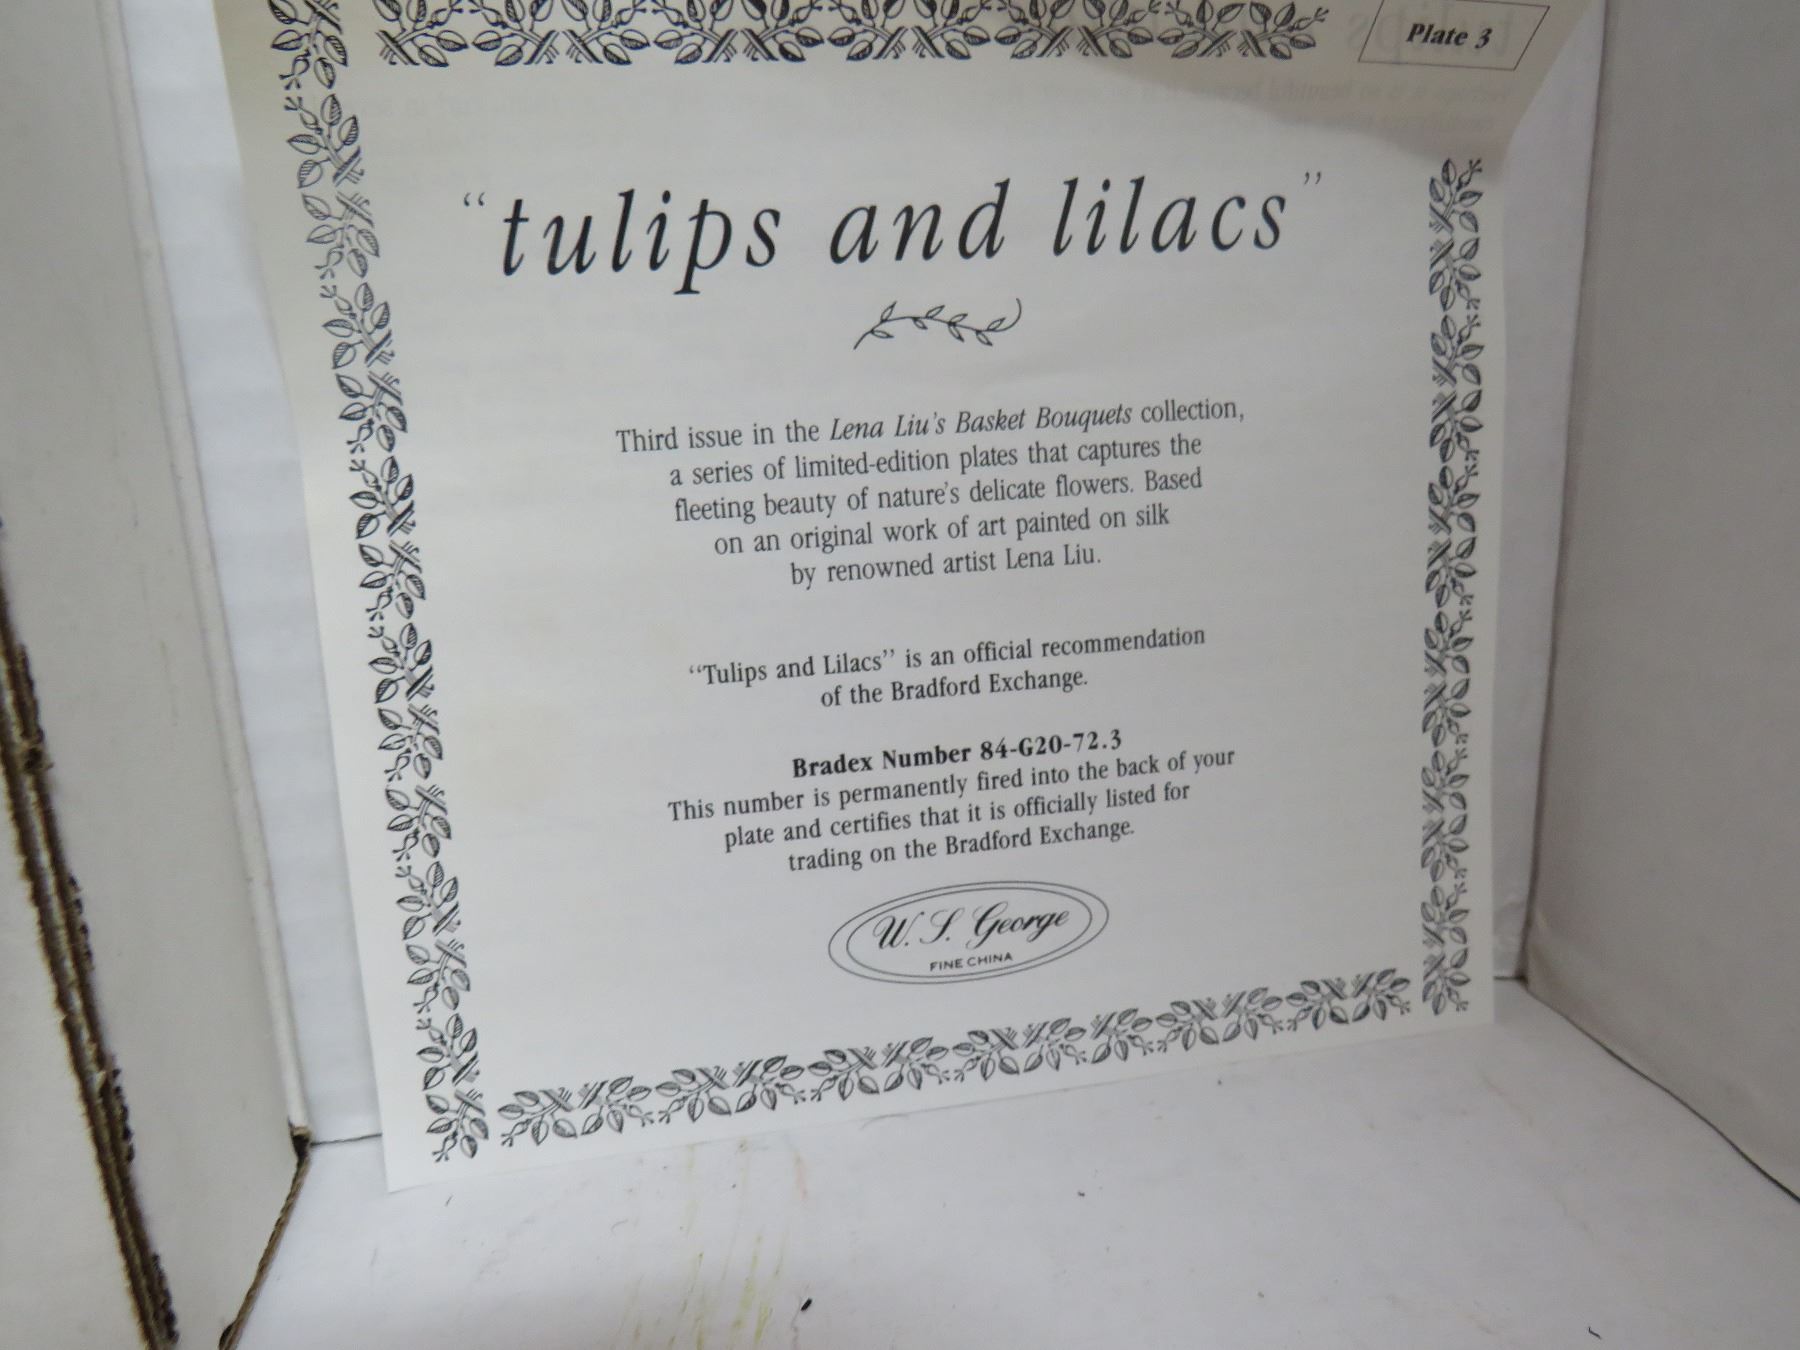 Plate 3
“tulips and lilacs”
Third issue in the Lena Liu's Basket Bouquets collection,
a series of limited-edition plates that captures the
fleeting beauty of nature's delicate flowers. Based
on an original work of art painted on silk
by renowned artist Lena Liu.
“Tulips and Lilacs” is an official recommendation
of the Bradford Exchange.
Bradex Number 84-G20-72.3
This number is permanently fired into the back of your
plate and certifies that it is officially listed for
trading on the Bradford Exchange.
W. S. George
FINE CHINA